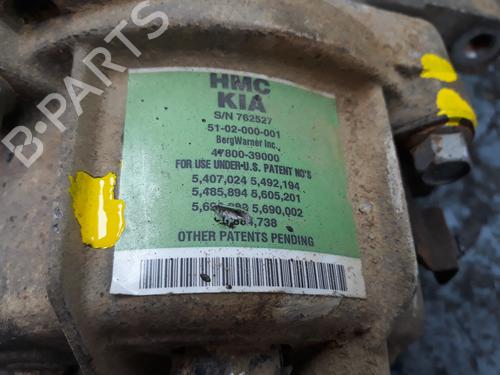 B-PARTS
HMC
KIA
S/N 762527
51-02-000-001
BergWarner Inc.
47800-39000
FOR USE UNDER-U.S. PATENT NO'S
5,407,024 5,492,194
5,485,894 5,605,201
5,690,002
OTHER PATENTS PENDING